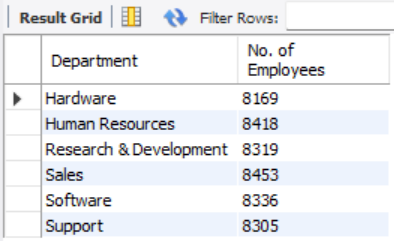 Result Grid Filter Rows:
Department No. of
Employees
Hardware 8169
Human Resources 8418
Research & Development 8319
Sales 8453
Software 8336
Support 8305